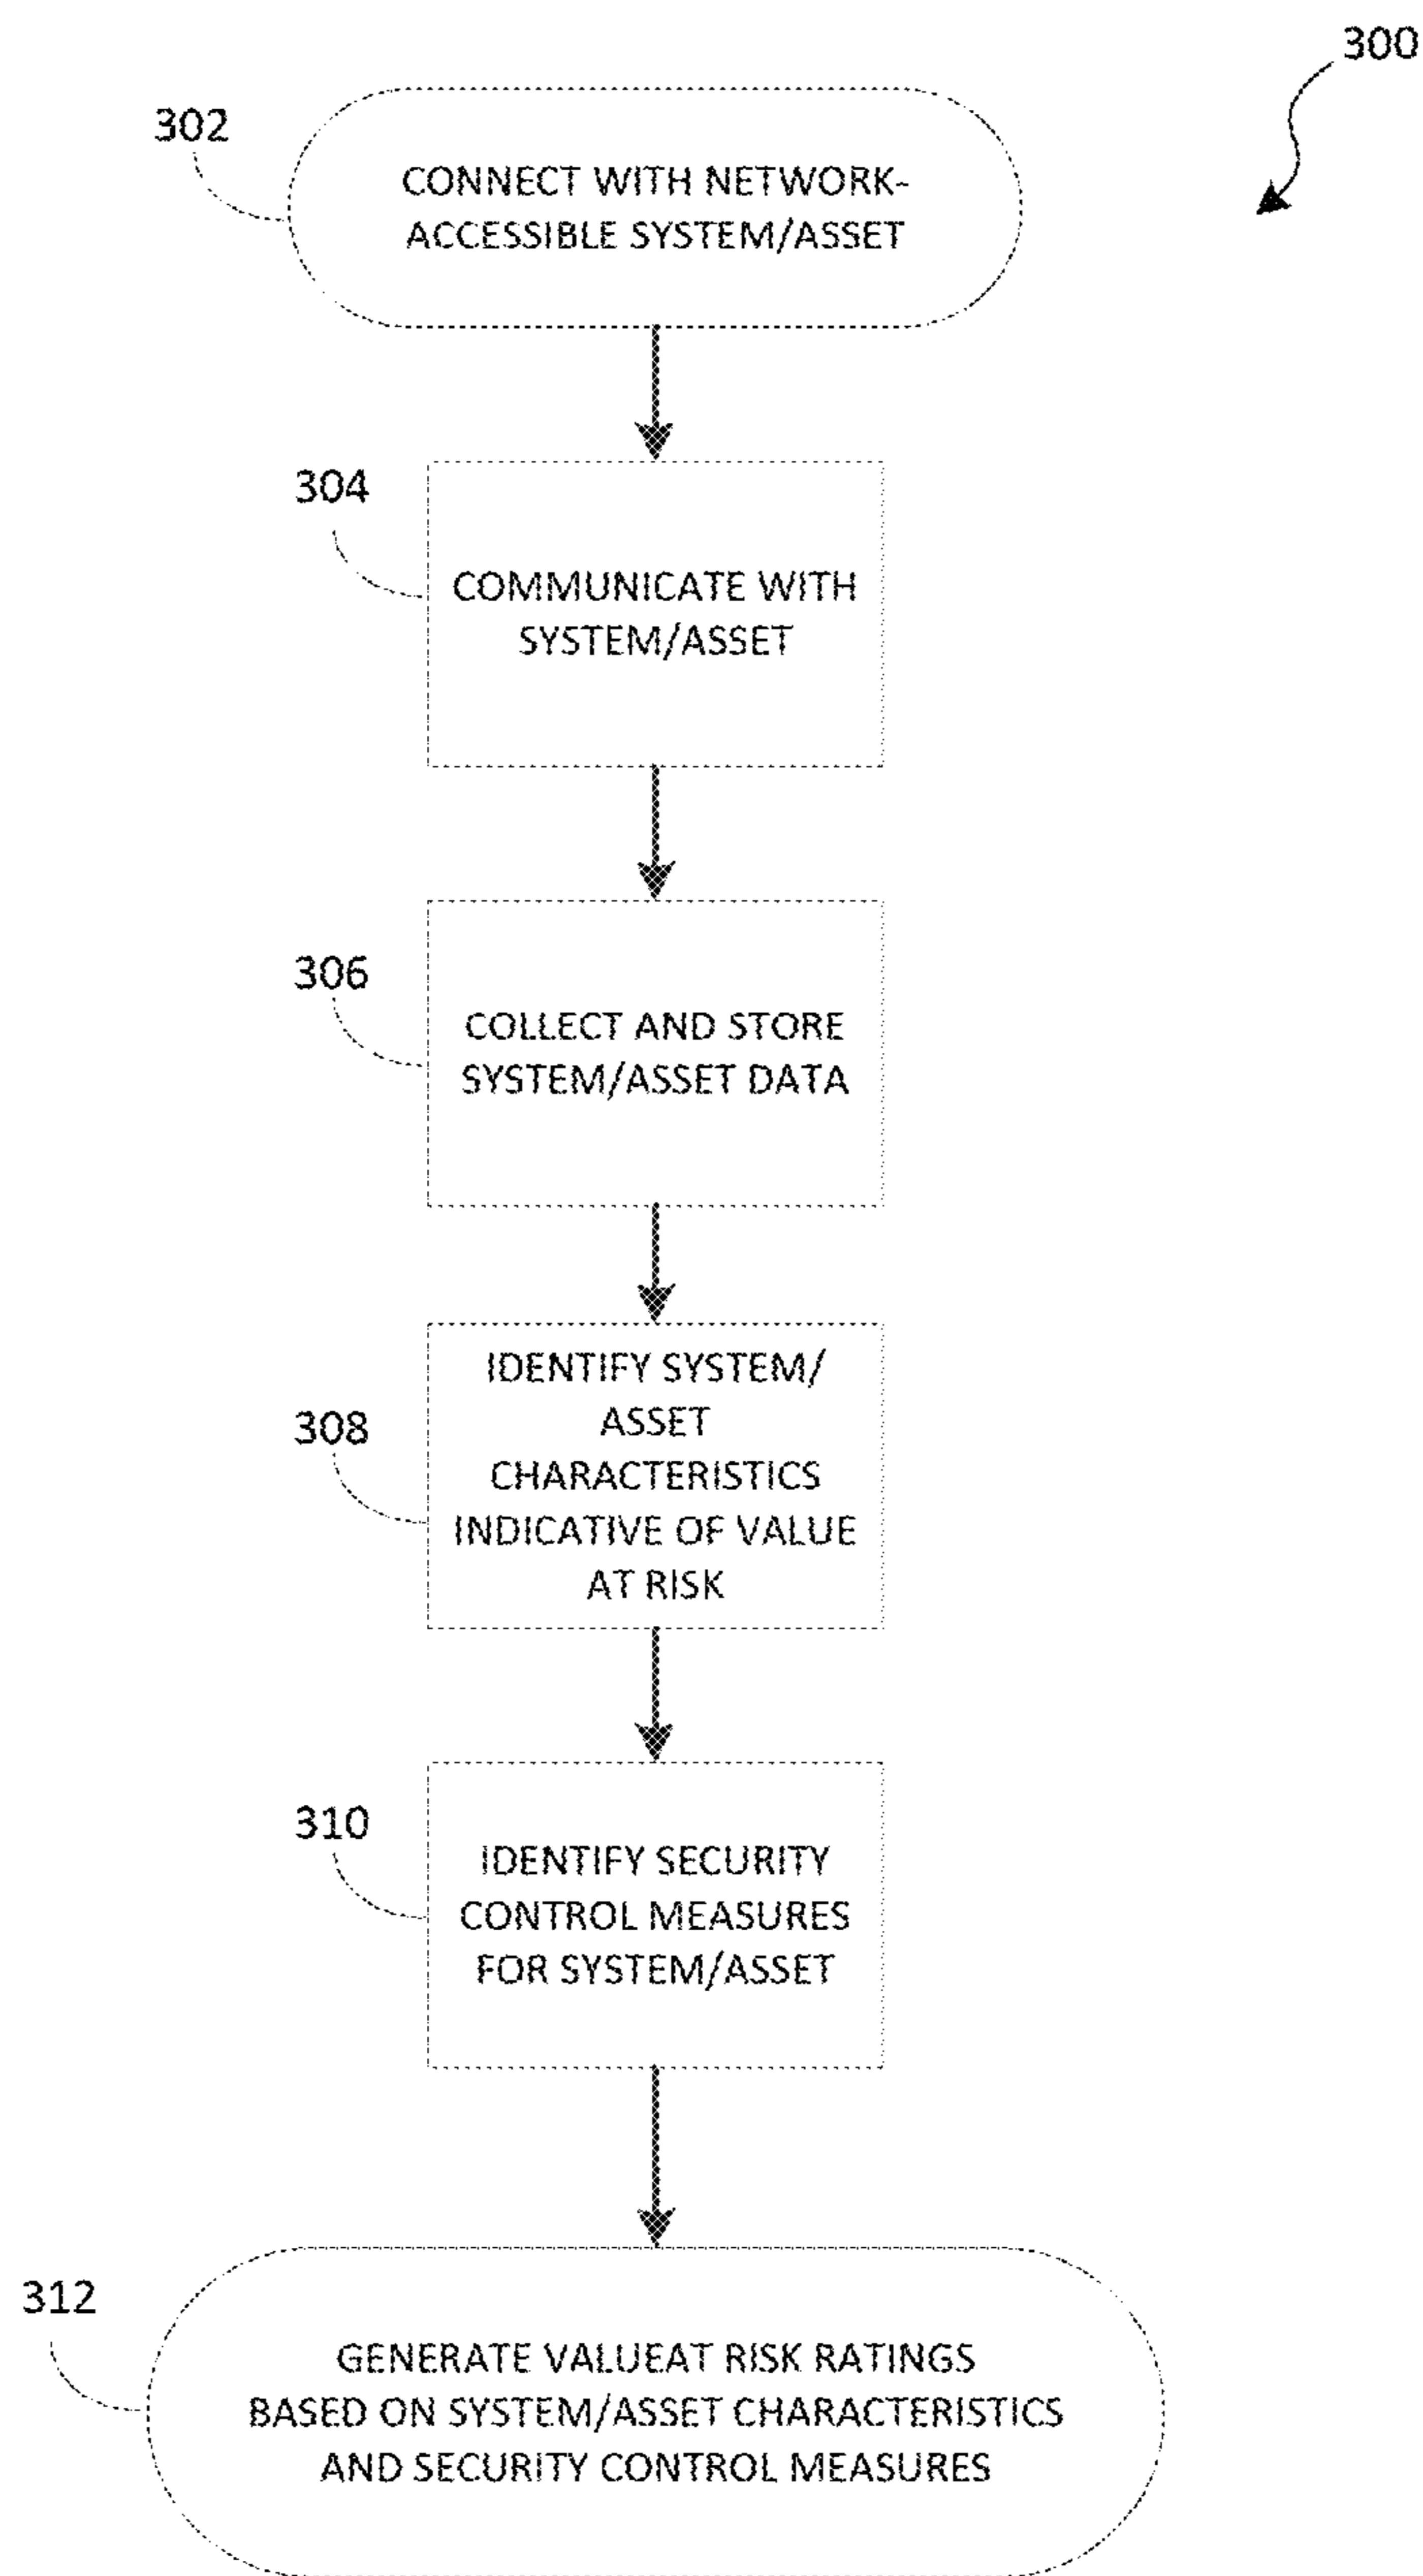 300
302
CONNECT WITH NETWORK-
ACCESSIBLE SYSTEM/ASSET
304
COMMUNICATE WITH
SYSTEM/ASSET
306
COLLECT AND STORE
SYSTEM/ASSET DATA
308
IDENTIFY SYSTEM/
ASSET
CHARACTERISTICS
INDICATIVE OF VALUE
AT RISK
310
IDENTIFY SECURITY
CONTROL MEASURES
FOR SYSTEM/ASSET
312
GENERATE VALUEAT RISK RATINGS
BASED ON SYSTEM/ASSET CHARACTERISTICS
AND SECURITY CONTROL MEASURES